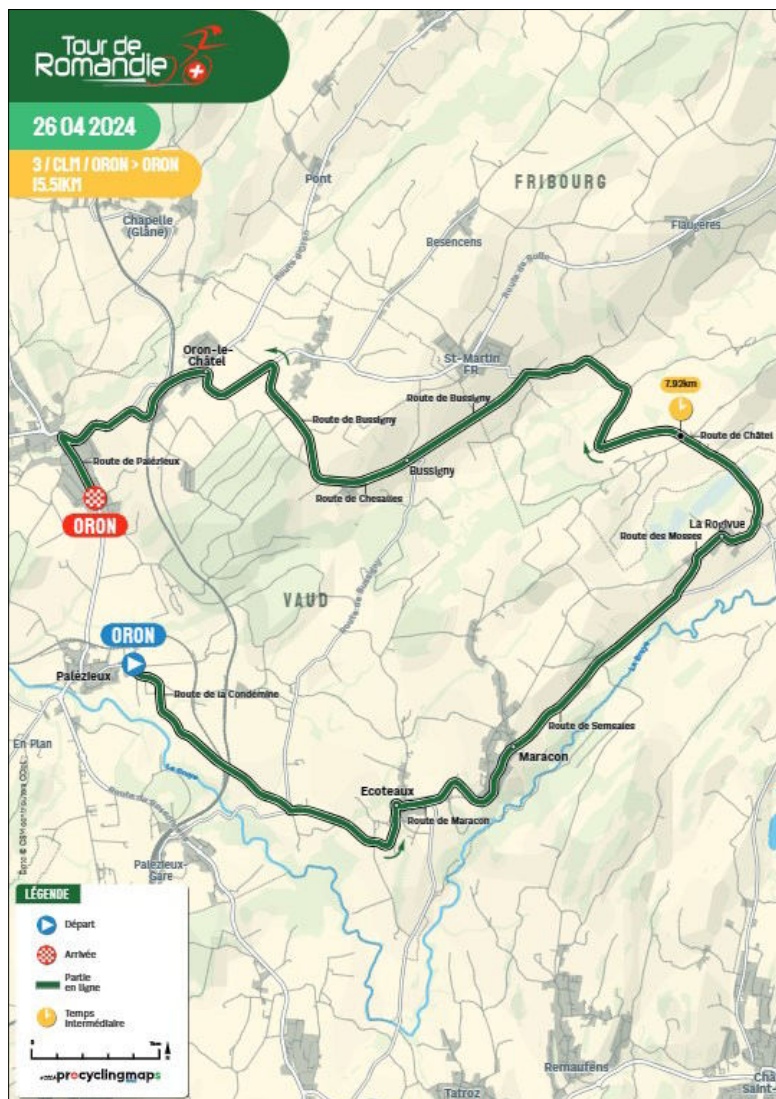 Tour de
Romandie
26 04 2024
3 / CLM / ORON > ORON
15.51KM
Pont
FRIBOURG
Chapelle
(Glâne)
Besencens
Flaugères
Oron-le-
Châtel
St-Martin
FR
7.92km
Route de Bussigny
Route de Bussigny
Route de Châtel
Route de Palézieux
Bussigny
Route de Chesalles
ORON
La Rogivue
Route des Mosses
VAUD
ORON
Palézieux
Route de la Condémine
En Plan
Route de Semsales
Maracon
Ecoteaux
Route de Maracon
Palézieux-
Gare
LÉGENDE
Départ
Arrivée
Partie
en ligne
Temps
Intermédiaire
0
1km
procyclingmaps
Remaufens
Tatroz